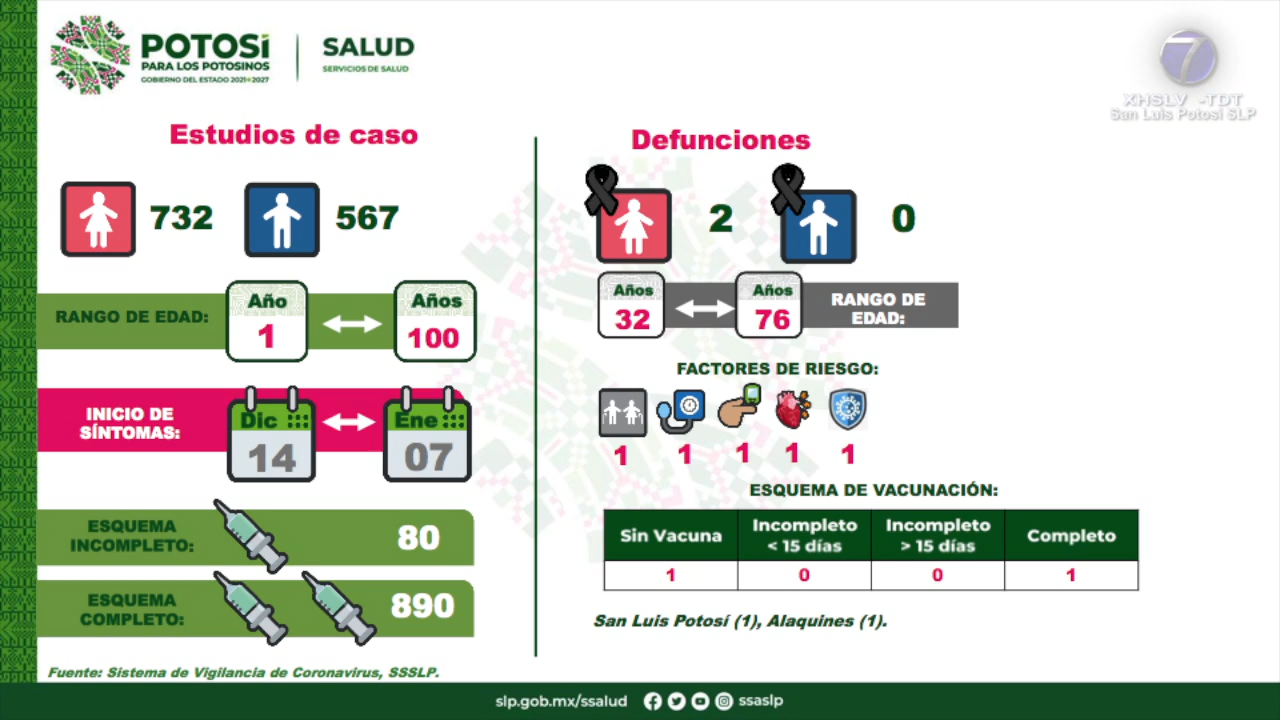 POTOSÍ
PARA LOS POTOSINOS
GOBIERNO DEL ESTADO 2021+2027
SALUD
SERVICIOS DE SALUD
7
XHSLV -TDT
San Luis Potosí SLP
Estudios de caso
732
567
RANGO DE EDAD:
Año
1
Años
100
INICIO DE
SÍNTOMAS:
Dic
14
Ene
07
ESQUEMA
INCOMPLETO:
80
ESQUEMA
COMPLETO:
890
Fuente: Sistema de Vigilancia de Coronavirus, SSSLP.
Defunciones
2
0
Años
32
Años
76
RANGO DE
EDAD:
FACTORES DE RIESGO:
1 1 1 1 1
ESQUEMA DE VACUNACIÓN:
Sin Vacuna
Incompleto
< 15 días
Incompleto
> 15 días
Completo
1 0 0 1
San Luis Potosí (1), Alaquines (1).
slp.gob.mx/ssalud ssaslp